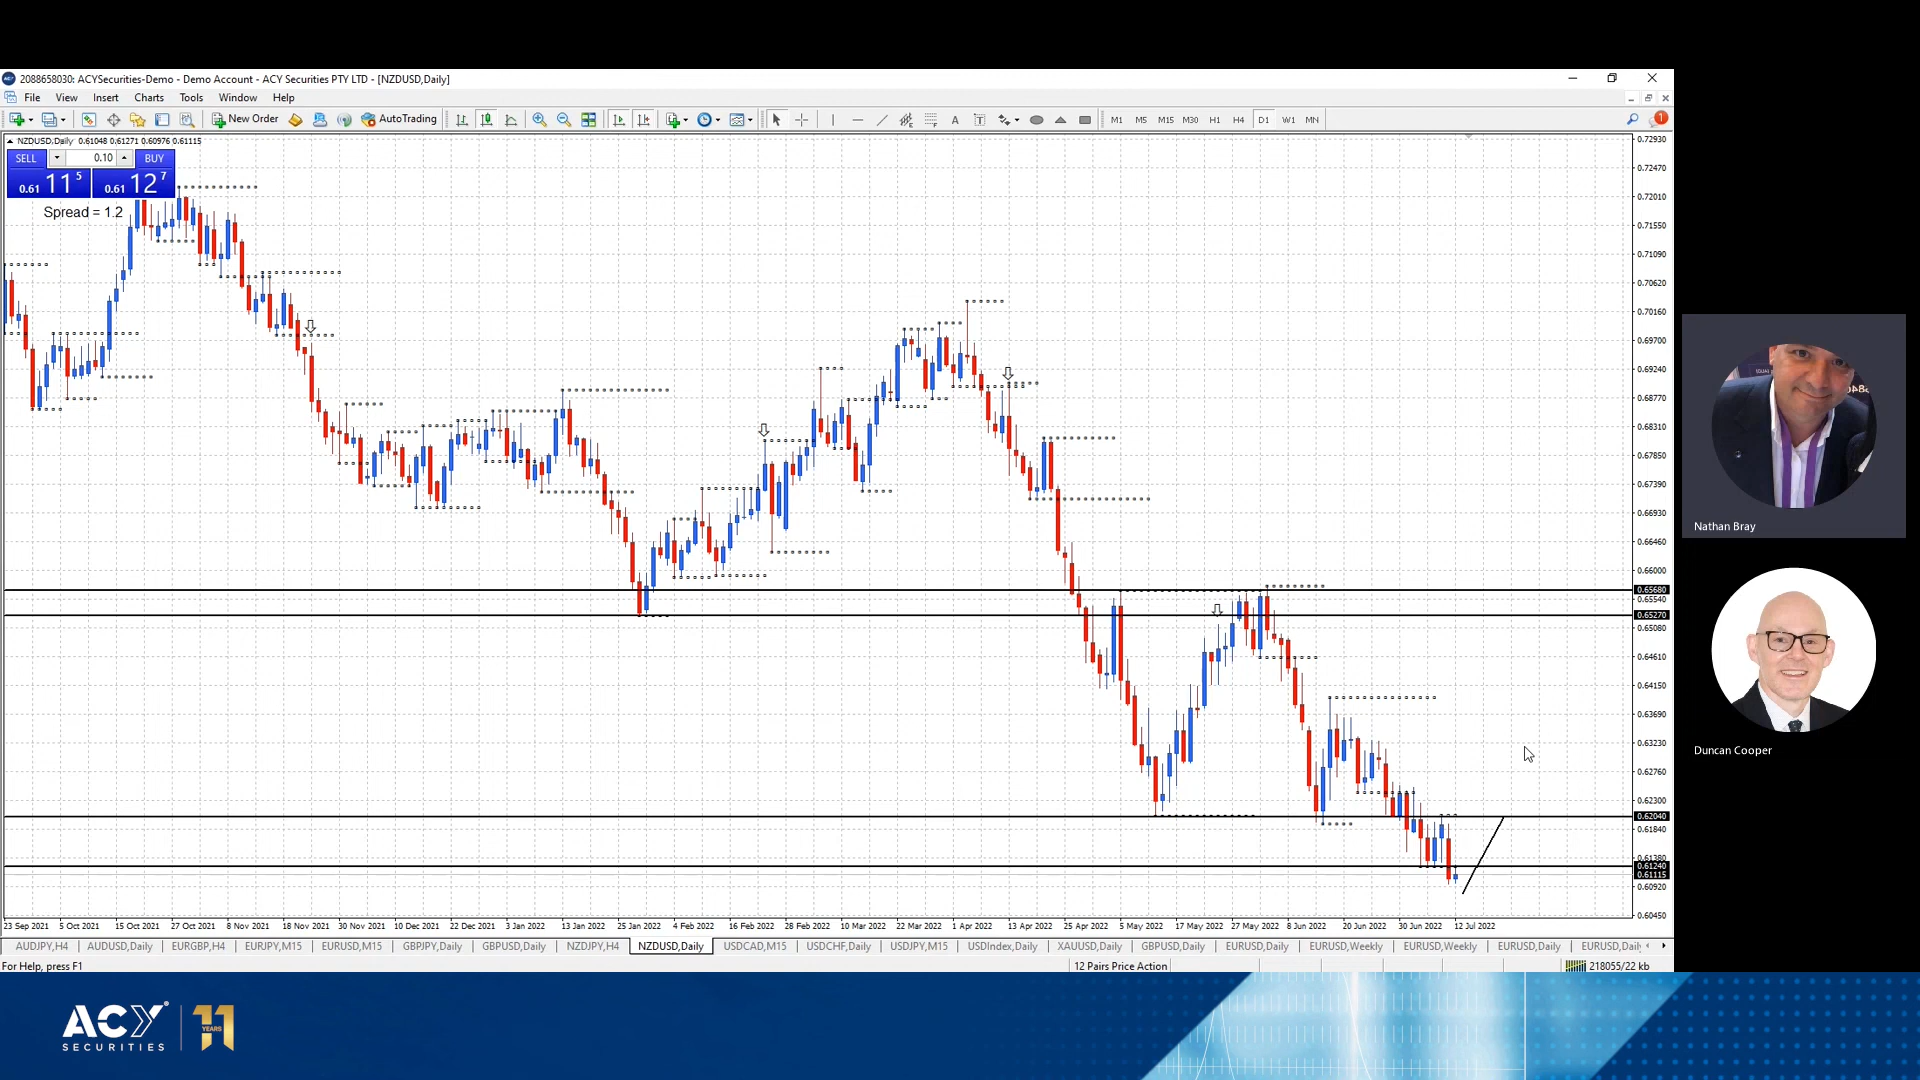 2088658030: ACYSecurities-Demo - Demo Account - ACY Securities PTY LTD - [NZDUSD,Daily]
File View Insert Charts Tools Window Help
New Order AutoTrading A T M1 M5 M15 M30 H1 H4 D1 W1 MN 1
NZDUSD,Daily 0.61048 0.61271 0.60976 0.61115
SELL 0.10 BUY
0.61 11 5 0.61 12 7
Spread = 1.2
0.72930
0.72470
0.72010
0.71550
0.71090
0.70620
0.70160
0.69700
0.69240
0.68770
0.68310
0.67850
0.67390
0.66930
0.66460
0.66000
0.65680
0.65540
0.65270
0.65080
0.64610
0.64150
0.63690
0.63230
0.62760
0.62300
0.62040
0.61840
0.61380
0.61240
0.61115
0.60920
0.60450
23 Sep 2021 5 Oct 2021 15 Oct 2021 27 Oct 2021 8 Nov 2021 18 Nov 2021 30 Nov 2021 10 Dec 2021 22 Dec 2021 3 Jan 2022 13 Jan 2022 25 Jan 2022 4 Feb 2022 16 Feb 2022 28 Feb 2022 10 Mar 2022 22 Mar 2022 1 Apr 2022 13 Apr 2022 25 Apr 2022 5 May 2022 17 May 2022 27 May 2022 8 Jun 2022 20 Jun 2022 30 Jun 2022 12 Jul 2022
AUDJPY,H4 AUDUSD,Daily EURGBP,H4 EURJPY,M15 EURUSD,M15 GBPJPY,Daily GBPUSD,Daily NZDJPY,H4 NZDUSD,Daily USDCAD,M15 USDCHF,Daily USDJPY,M15 USDIndex,Daily XAUUSD,Daily GBPUSD,Daily EURUSD,Daily EURUSD,Weekly EURUSD,Weekly EURUSD,Daily EURUSD,Dail
For Help, press F1 12 Pairs Price Action 218055/22 kb
Nathan Bray
Duncan Cooper
ACY
SECURITIES
11
YEARS